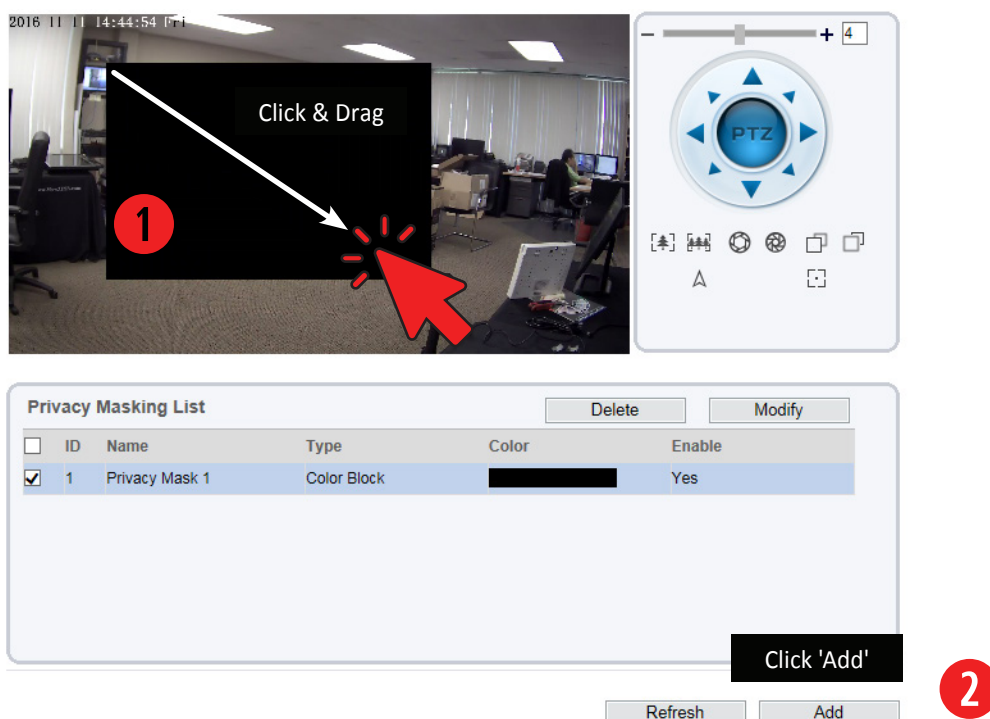 2016 11 11 14:44:54 Fri
4
Click & Drag
PTZ
1
Privacy Masking List
Delete
Modify
ID Name Type Color Enable
1 Privacy Mask 1 Color Block Yes
Click 'Add'
2
Refresh
Add